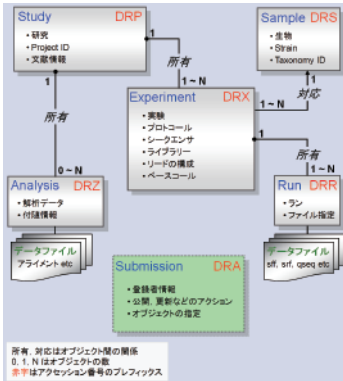 Study DRP
・研究
・Project ID
・文献情報
Sample DRS
・生物
・Strain
・Taxonomy ID
1
所有
1 ~ N
1
所有
0 ~ N
Experiment DRX
・実験
・プロトコール
・シークエンサ
・ライブラリー
・リードの構成
・ベースコール
1
対応
1 ~ N
1
所有
1 ~ N
Analysis DRZ
・解析データ
・付随情報
データファイル
アライメント etc
Run DRR
・ラン
・ファイル指定
データファイル
sff, srf, qseq etc
Submission DRA
・登録者情報
・公開, 更新などのアクション
・オブジェクトの指定
所有, 対応はオブジェクト間の関係
0, 1, N はオブジェクトの数
赤字はアクセッション番号のプレフィックス